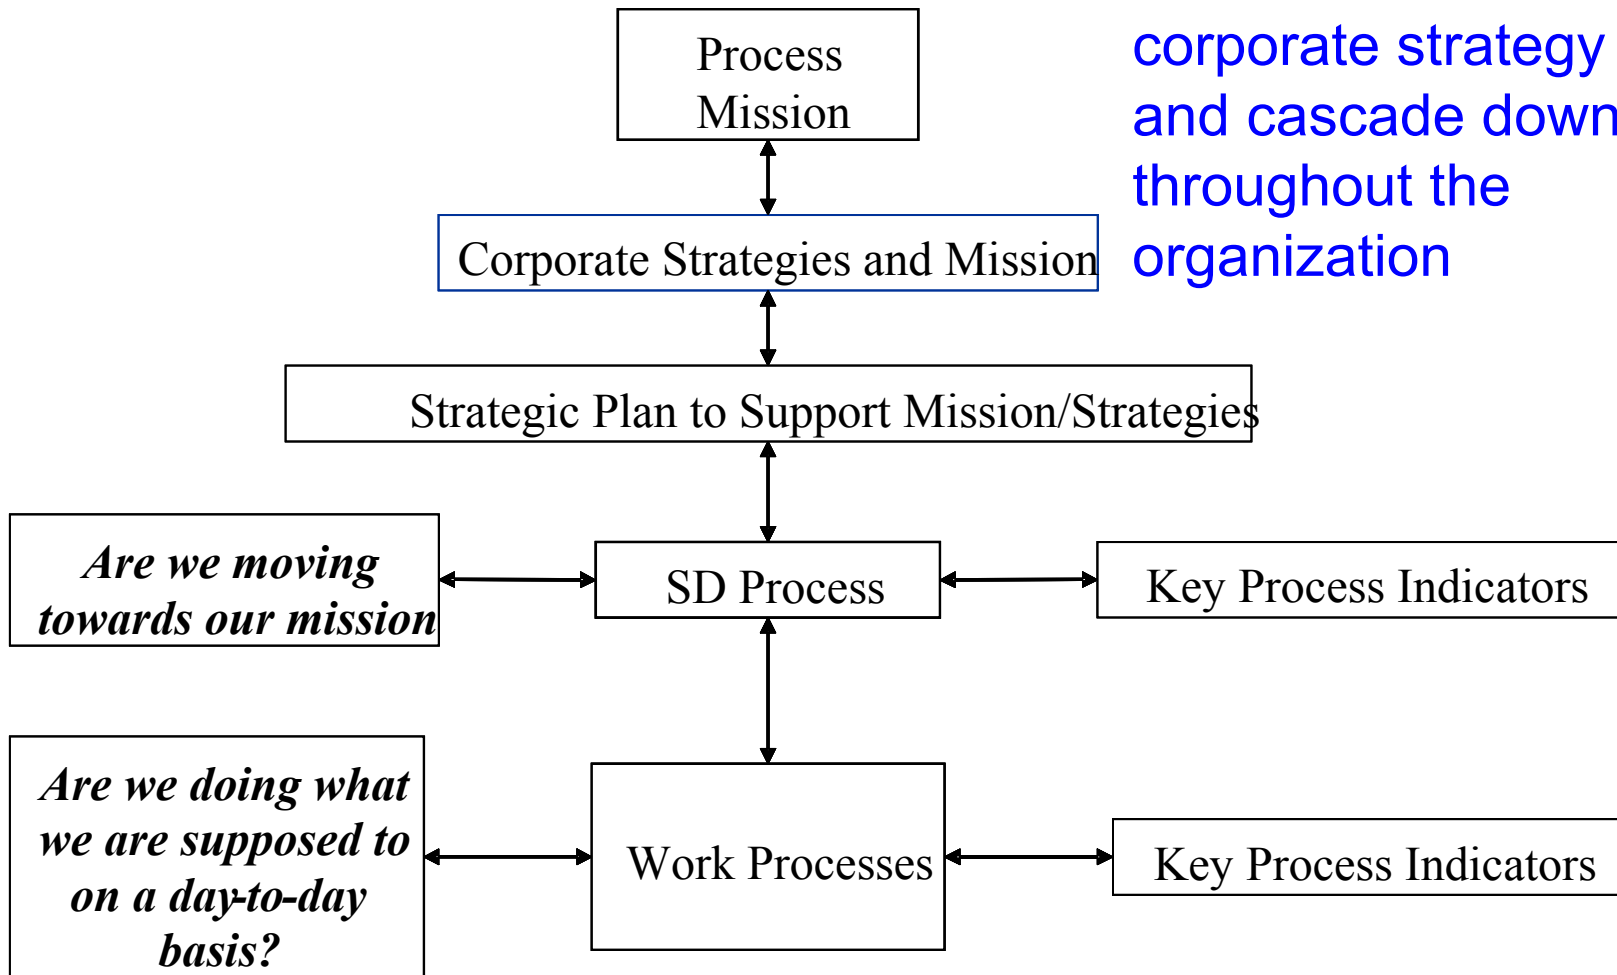 Process
Mission
corporate strategy
and cascade down
throughout the
organization
Corporate Strategies and Mission
Strategic Plan to Support Mission/Strategies
Are we moving
towards our mission
SD Process
Key Process Indicators
Are we doing what
we are supposed to
on a day-to-day
basis?
Work Processes
Key Process Indicators